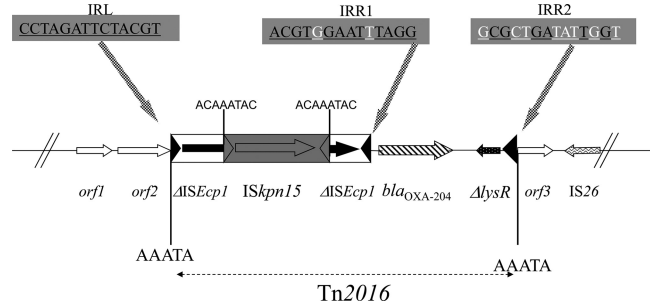 IRL IRR1 IRR2
CCTAGATTCTACGT ACGTGGAATTTAGG GCGCTGATATTGGT
ACAAATAC ACAAATAC
orf1 orf2 ΔISEcp1 ISkpn15 ΔISEcp1 blaOXA-204 ΔlysR orf3 IS26
AAATA AAATA
Tn2016